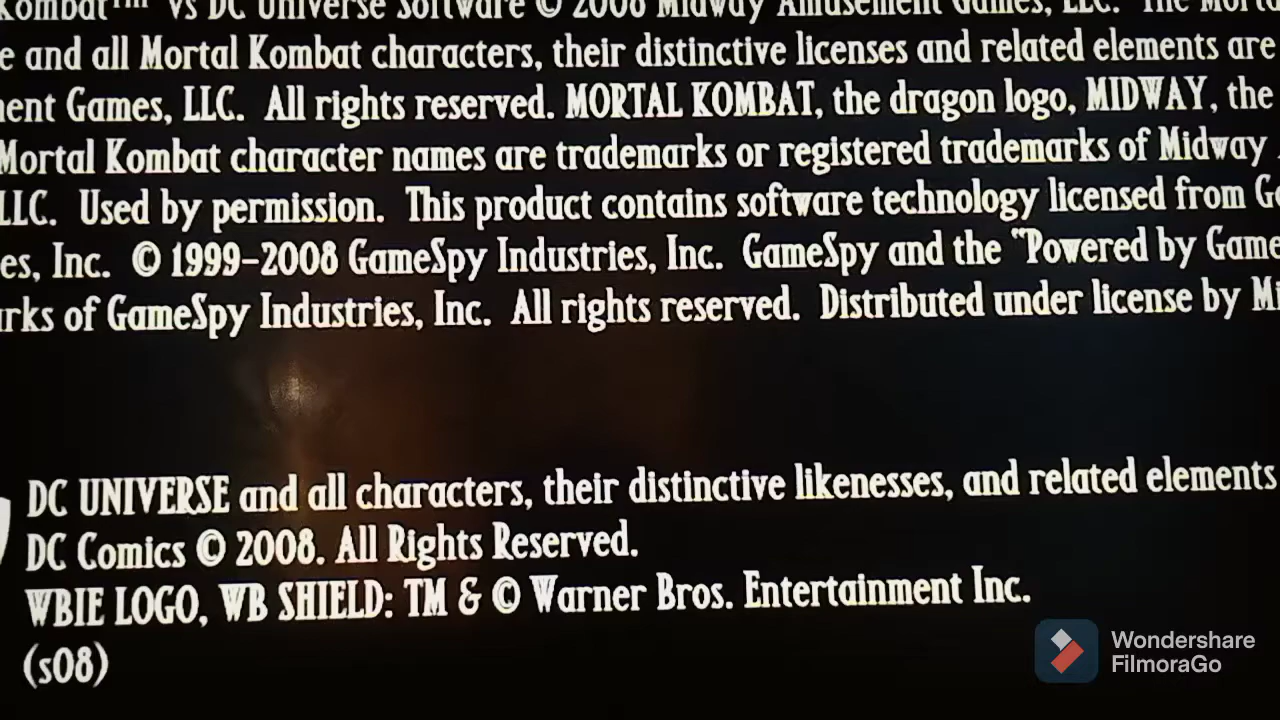 Kombat™ vs DC Universe Software © 2008 Midway Amusement Games, LLC. The
e and all Mortal Kombat characters, their distinctive licenses and related elements are
ent Games, LLC. All rights reserved. MORTAL KOMBAT, the dragon logo, MIDWAY, the
Mortal Kombat character names are trademarks or registered trademarks of Midway
LLC. Used by permission. This product contains software technology licensed from
es, Inc. © 1999-2008 GameSpy Industries, Inc. GameSpy and the "Powered by Game
rks of GameSpy Industries, Inc. All rights reserved. Distributed under license by Mi
DC UNIVERSE and all characters, their distinctive likenesses, and related elements
DC Comics © 2008. All Rights Reserved.
WBIE LOGO, WB SHIELD: TM & © Warner Bros. Entertainment Inc.
(s08)
Wondershare
FilmoraGo